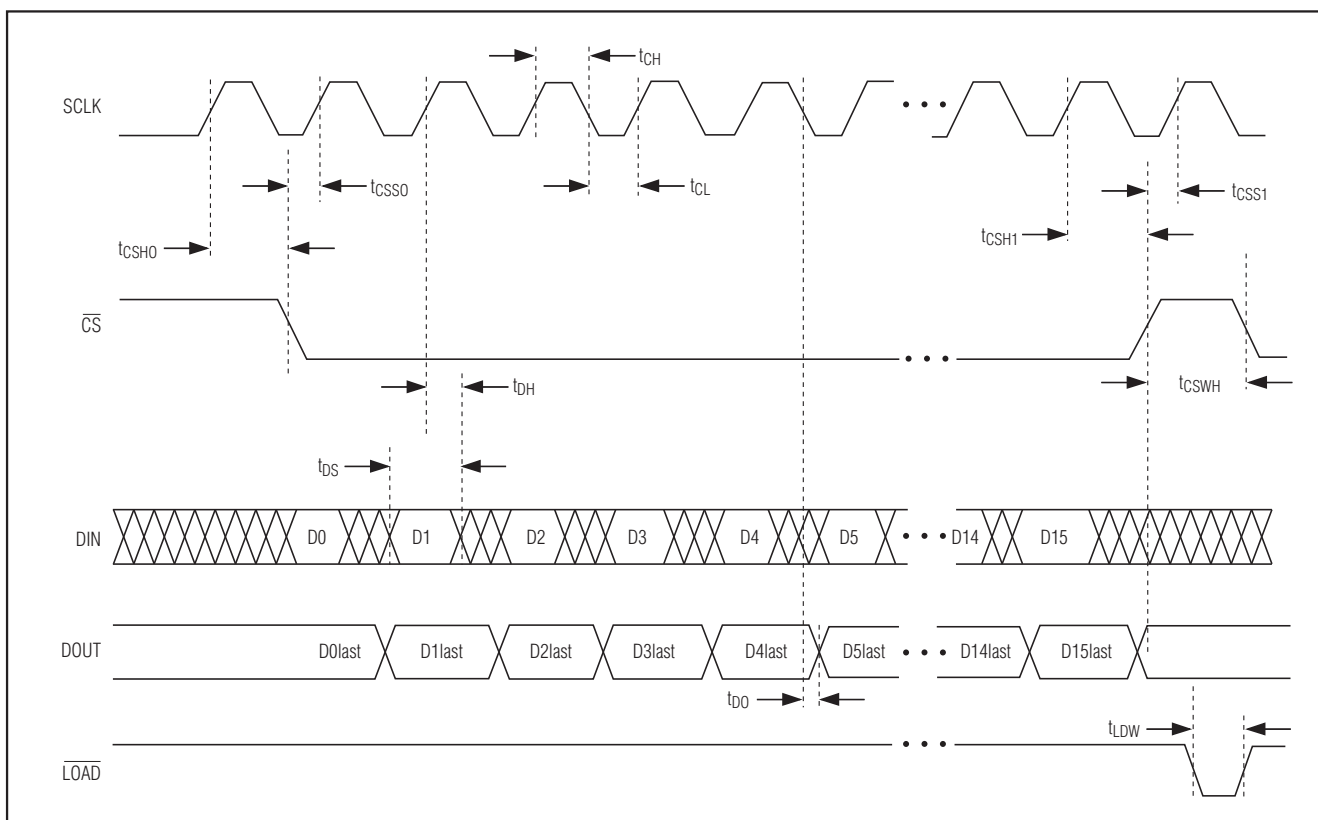 tCH
SCLK
tCSS0
tCL
tCSS1
tCSH0
tCSH1
CS
tDH
tCSWH
tDS
DIN
D0 D1 D2 D3 D4 D5 • • • D14 D15
DOUT
D0last D1last D2last D3last D4last D5last • • • D14last D15last
tDO
tLDW
LOAD